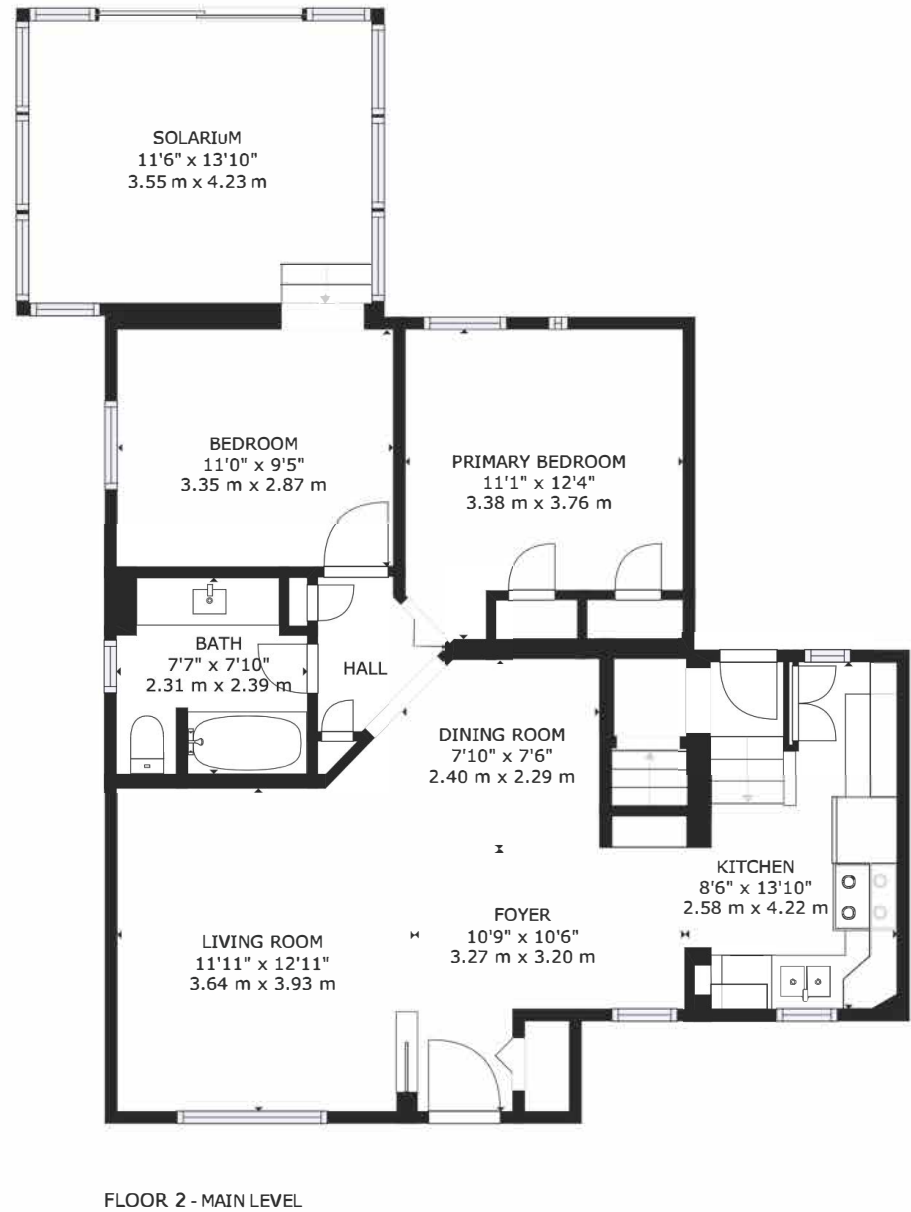 SOLARIuM
11'6" x 13'10"
3.55 m x 4.23 m
BEDROOM
11'0" x 9'5"
3.35 m x 2.87 m
PRIMARY BEDROOM
11'1" x 12'4"
3.38 m x 3.76 m
BATH
7'7" x 7'10"
2.31 m x 2.39 m
HALL
DINING ROOM
7'10" x 7'6"
2.40 m x 2.29 m
KITCHEN
8'6" x 13'10"
2.58 m x 4.22 m
FOYER
10'9" x 10'6"
3.27 m x 3.20 m
LIVING ROOM
11'11" x 12'11"
3.64 m x 3.93 m
FLOOR 2 - MAIN LEVEL